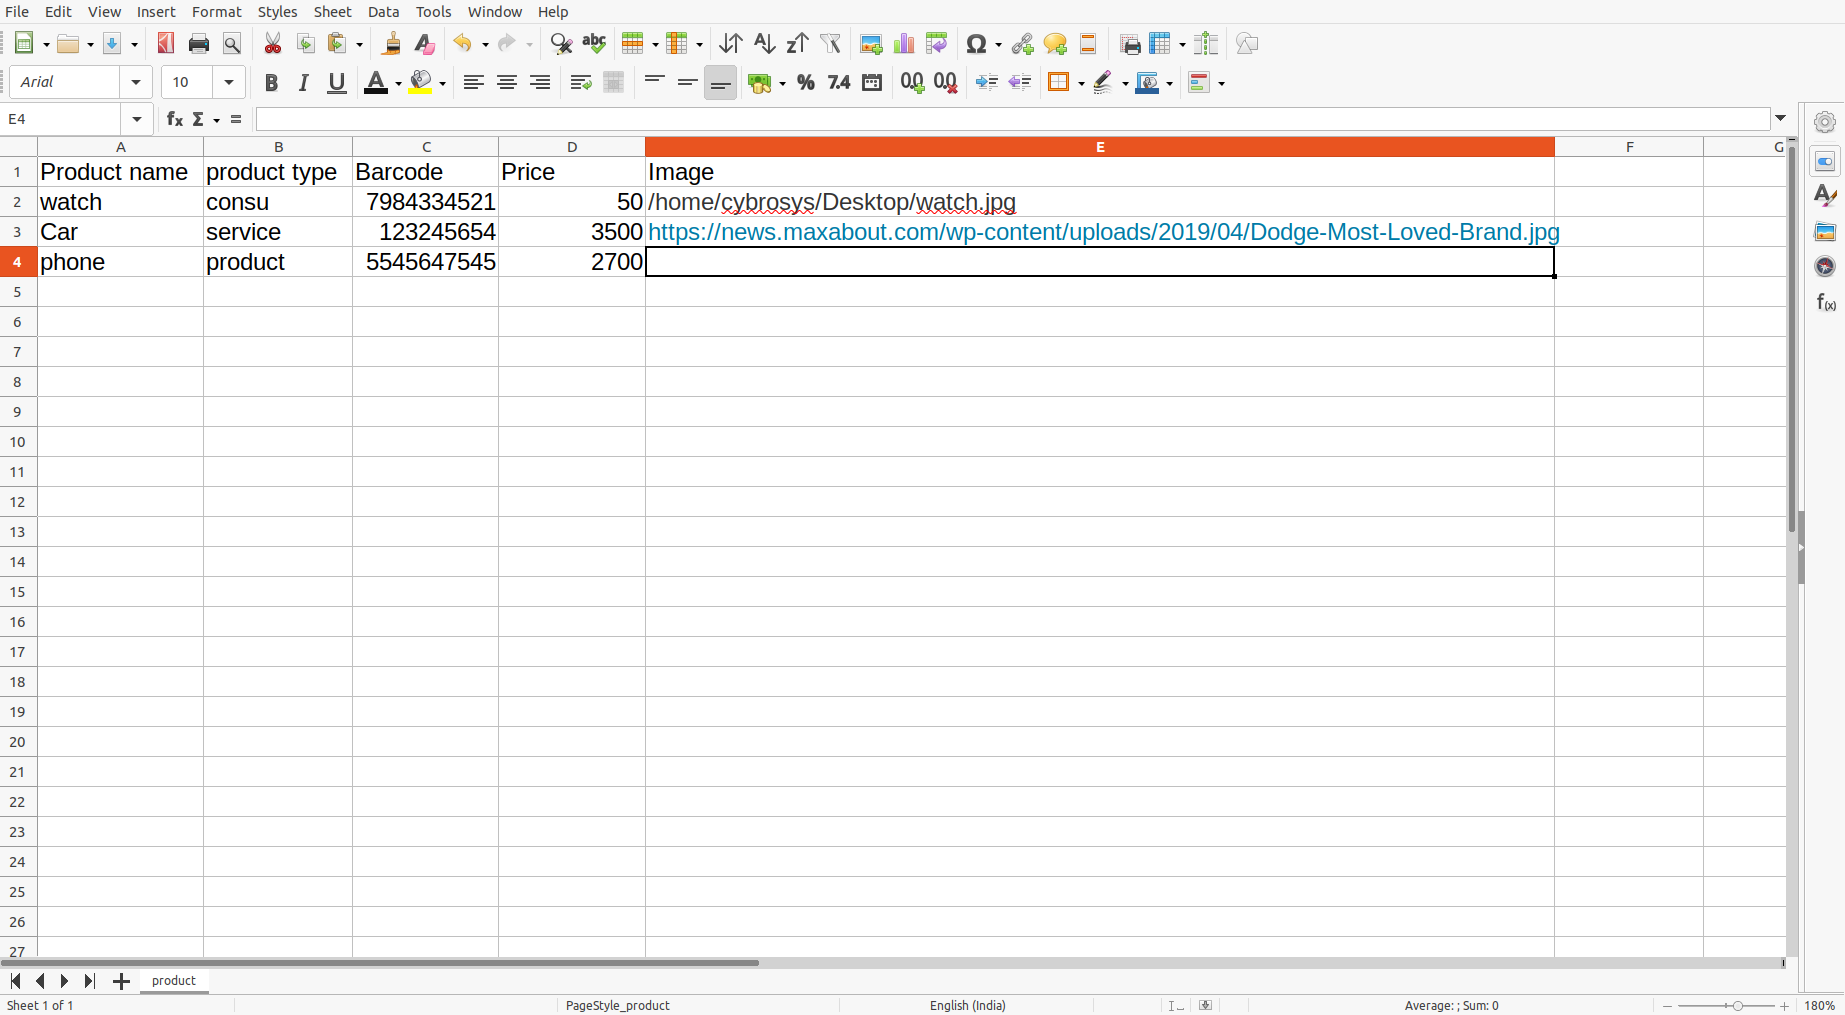 File Edit View Insert Format Styles Sheet Data Tools Window Help
Arial 10 B I U A % 7.4
E4 fx Σ =
A B C D E F G
1 Product name product type Barcode Price Image
2 watch consu 7984334521 50 /home/cybrosys/Desktop/watch.jpg
3 Car service 123245654 3500 https://news.maxabout.com/wp-content/uploads/2019/04/Dodge-Most-Loved-Brand.jpg
4 phone product 5545647545 2700
5
6
7
8
9
10
11
12
13
14
15
16
17
18
19
20
21
22
23
24
25
26
27
product
Sheet 1 of 1 PageStyle_product English (India) Average: ; Sum: 0 180%